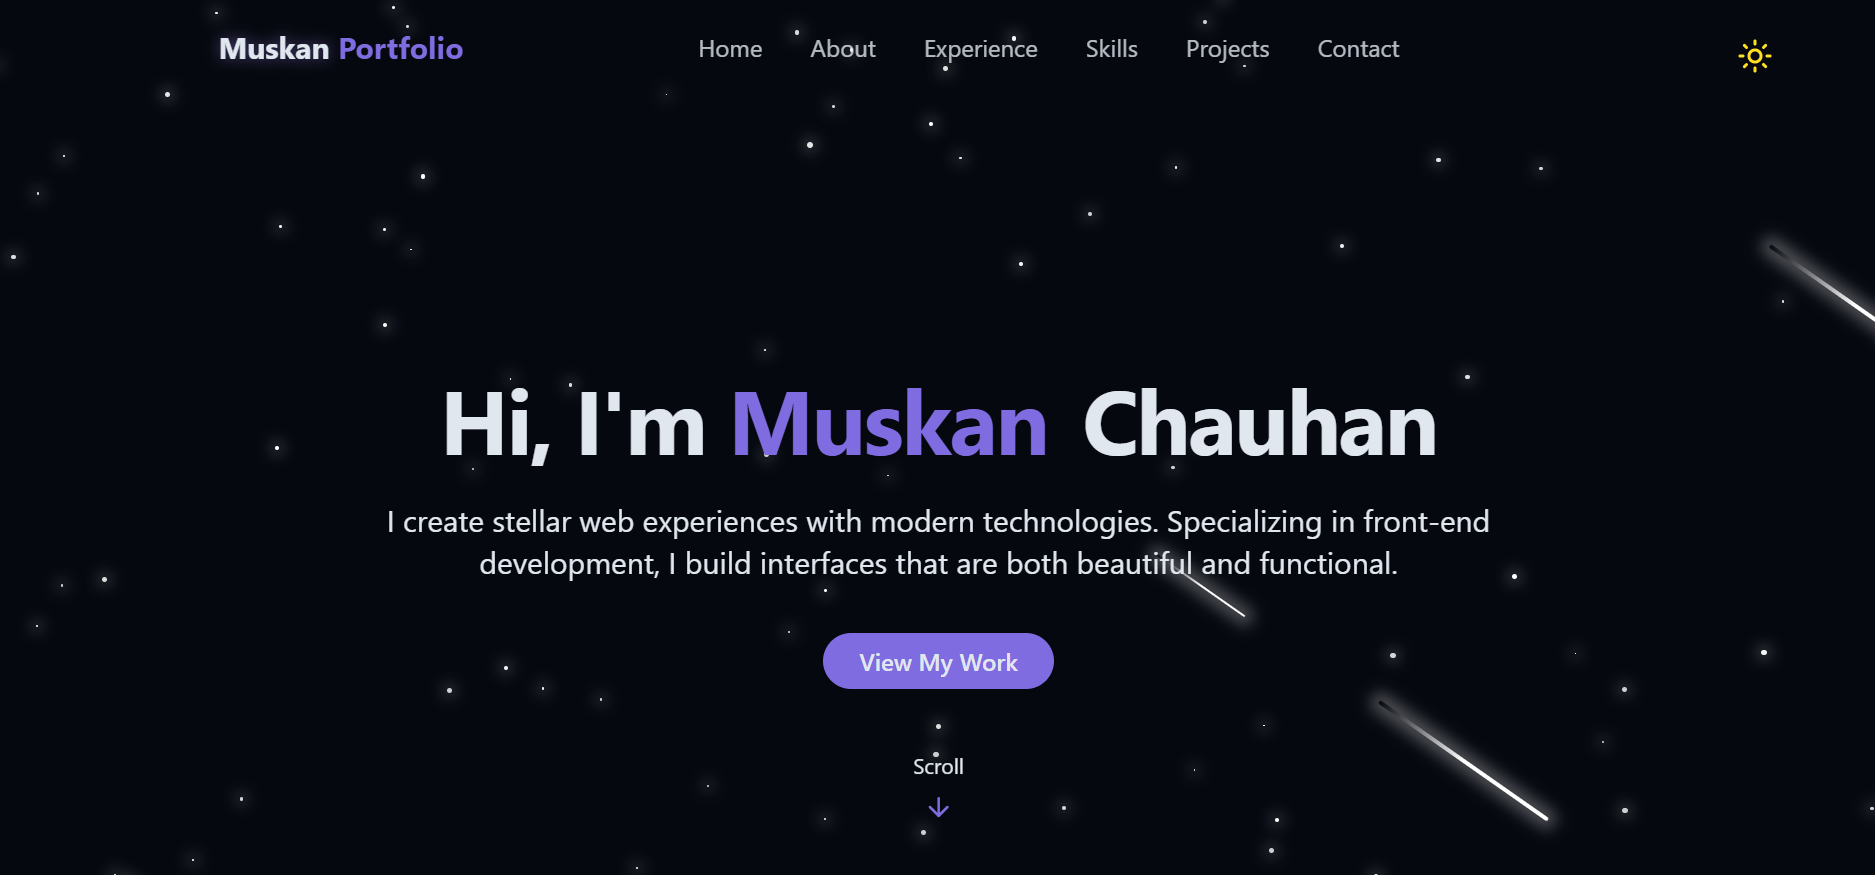 Muskan Portfolio
Home About Experience Skills Projects Contact
Hi, I'm Muskan Chauhan
I create stellar web experiences with modern technologies. Specializing in front-end
development, I build interfaces that are both beautiful and functional.
View My Work
Scroll